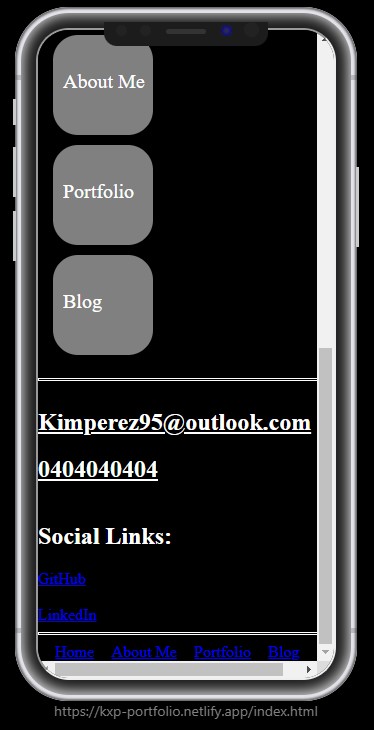 About Me
Portfolio
Blog
Kimperez95@outlook.com
0404040404
Social Links:
GitHub
LinkedIn
Home About Me Portfolio Blog
https://kxp-portfolio.netlify.app/index.html